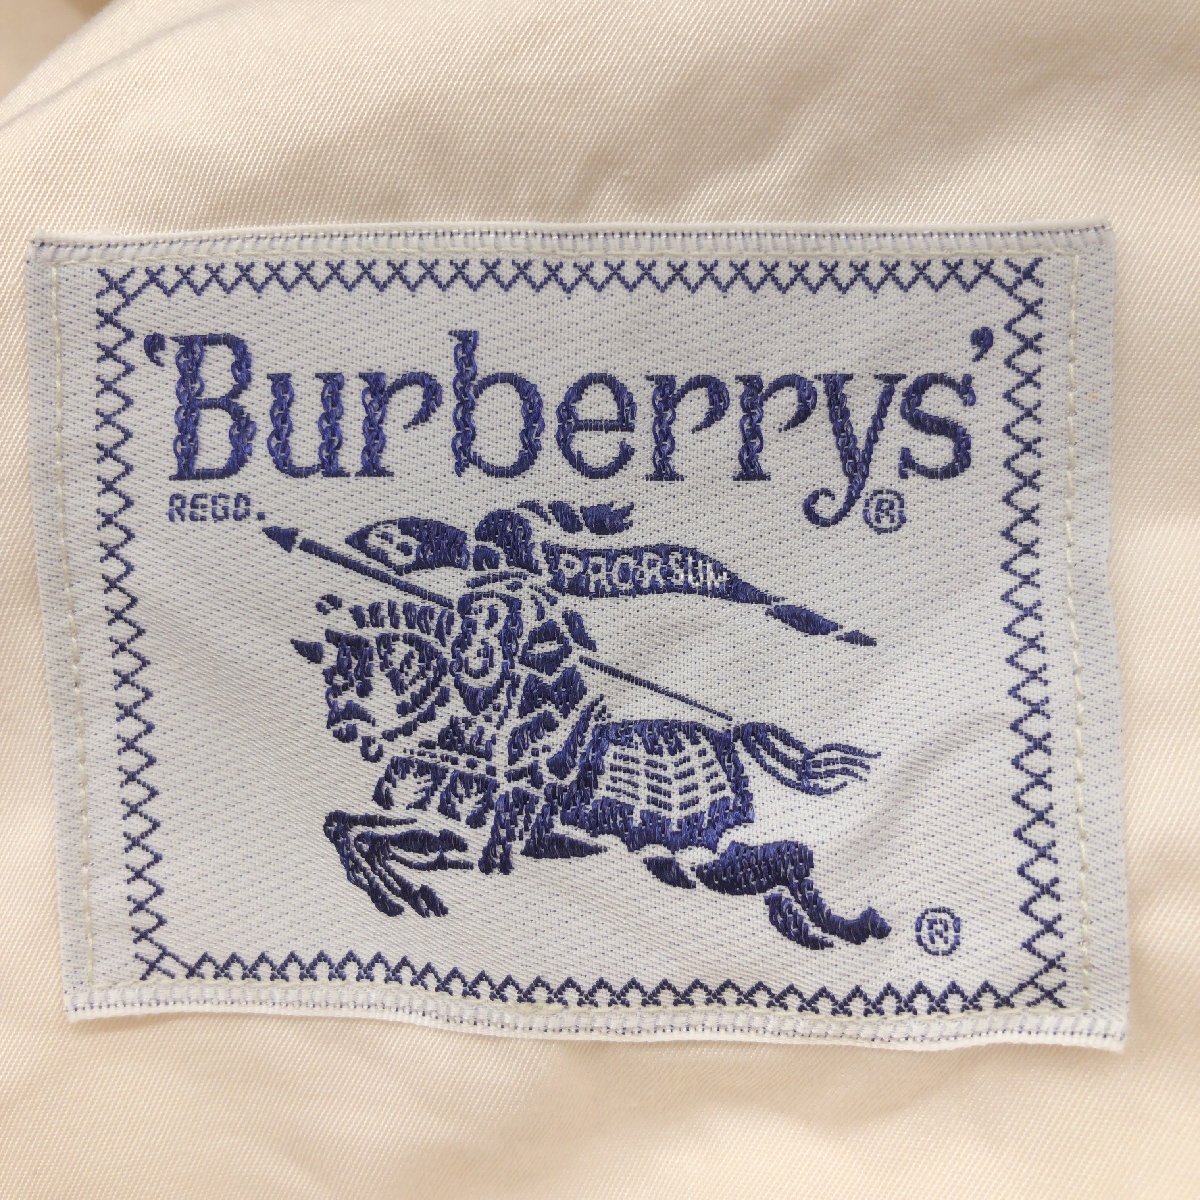 'Burberrys'
REGD. ®
PRORSUM
®